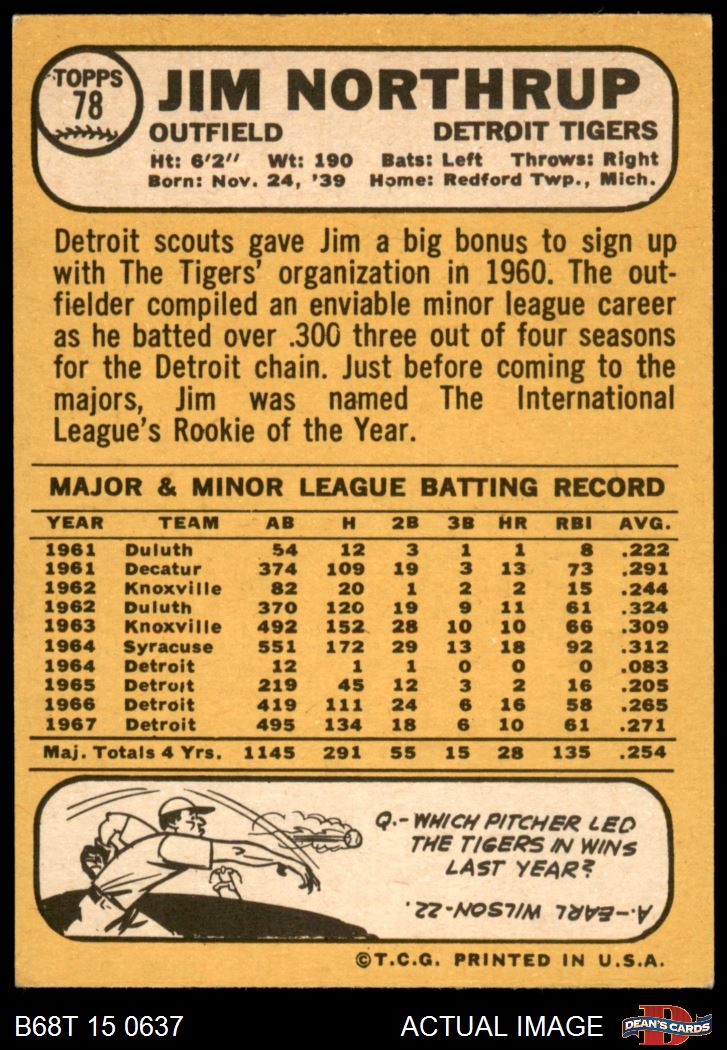 TOPPS
78
JIM NORTHRUP
OUTFIELD DETROIT TIGERS
Ht: 6'2" Wt: 190 Bats: Left Throws: Right
Born: Nov. 24, '39 Home: Redford Twp., Mich.
Detroit scouts gave Jim a big bonus to sign up
with The Tigers' organization in 1960. The out-
fielder compiled an enviable minor league career
as he batted over .300 three out of four seasons
for the Detroit chain. Just before coming to the
majors, Jim was named The International
League's Rookie of the Year.
MAJOR & MINOR LEAGUE BATTING RECORD
YEAR TEAM AB H 2B 3B HR RBI AVG.
1961 Duluth 54 12 3 1 1 8 .222
1961 Decatur 374 109 19 3 13 73 .291
1962 Knoxville 82 20 1 2 2 15 .244
1962 Duluth 370 120 19 9 11 61 .324
1963 Knoxville 492 152 28 10 10 66 .309
1964 Syracuse 551 172 29 13 18 92 .312
1964 Detroit 12 1 1 0 0 0 .083
1965 Detroit 219 45 12 3 2 16 .205
1966 Detroit 419 111 24 6 16 58 .265
1967 Detroit 495 134 18 6 10 61 .271
Maj. Totals 4 Yrs. 1145 291 55 15 28 135 .254
Q.-WHICH PITCHER LED
THE TIGERS IN WINS
LAST YEAR?
A.-EARL WILSON-22.
©T.C.G. PRINTED IN U.S.A.
B68T 15 0637 ACTUAL IMAGE
D
DEAN'S CARDS